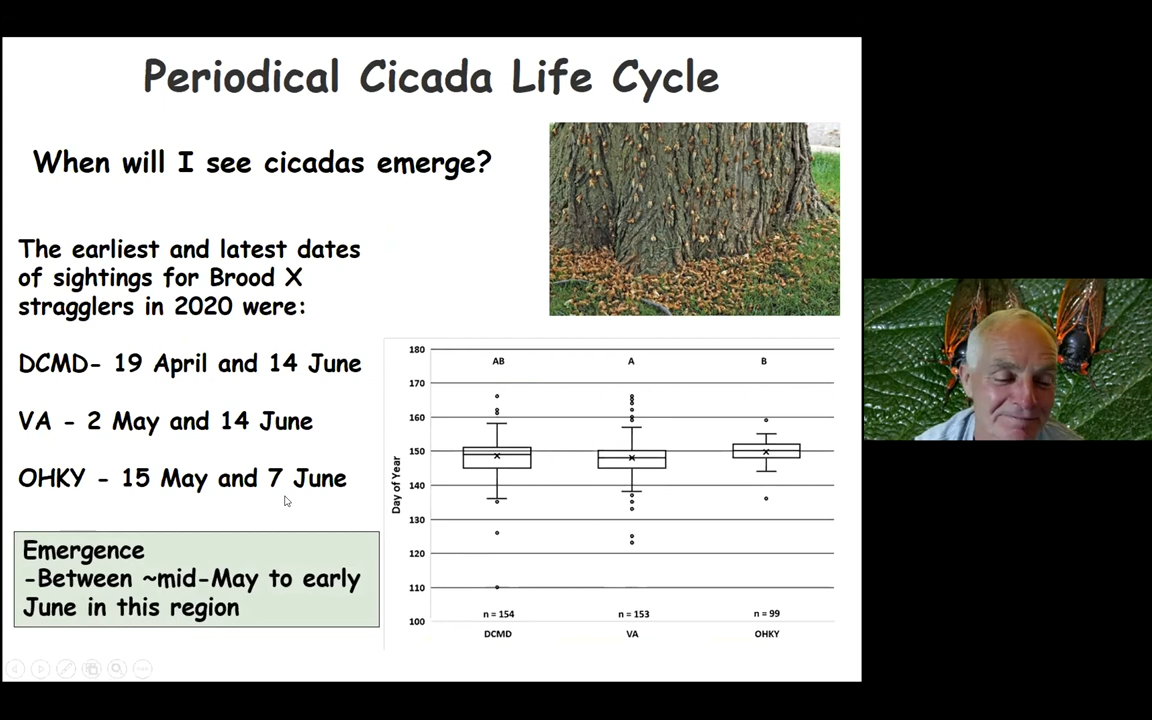 Periodical Cicada Life Cycle
When will I see cicadas emerge?
The earliest and latest dates
of sightings for Brood X
stragglers in 2020 were:
DCMD- 19 April and 14 June
VA - 2 May and 14 June
OHKY - 15 May and 7 June
Emergence
-Between ~mid-May to early
June in this region
180
170
160
150
140
130
120
110
100
Day of Year
AB A B
n = 154 n = 153 n = 99
DCMD VA OHKY